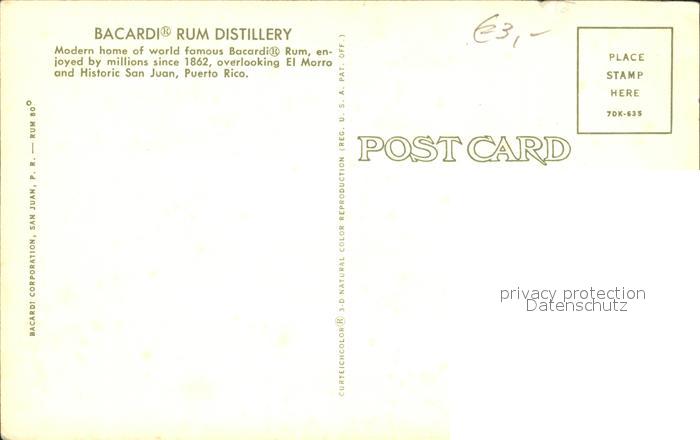 BACARDI® RUM DISTILLERY
Modern home of world famous Bacardi® Rum, en-
joyed by millions since 1862, overlooking El Morro
and Historic San Juan, Puerto Rico.
BACARDI CORPORATION, SAN JUAN, P. R. — RUM 80°
CURTEICHCOLOR® 3-D NATURAL COLOR REPRODUCTION (REG. U. S. A. PAT. OFF.)
€3,-
POST CARD
PLACE
STAMP
HERE
7DK-635
privacy protection
Datenschutz